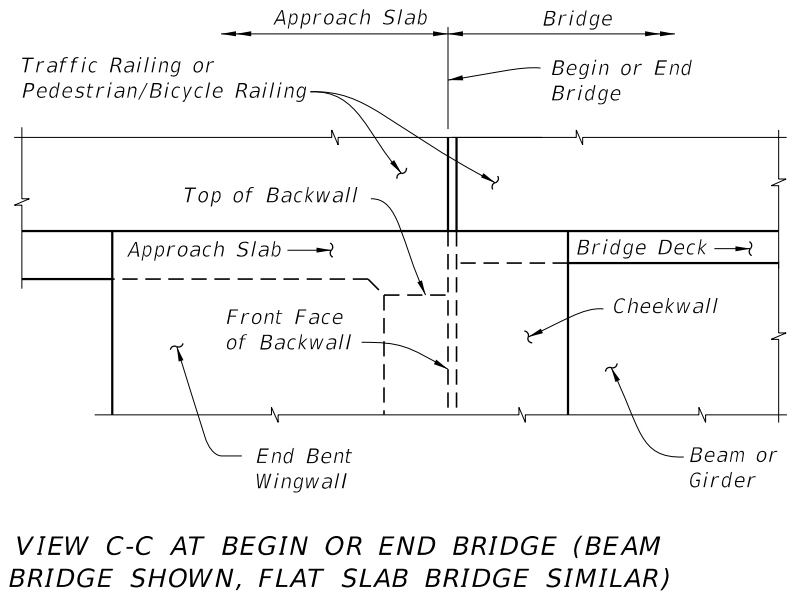 Approach Slab
Bridge
Traffic Railing or
Pedestrian/Bicycle Railing
Begin or End
Bridge
Top of Backwall
Approach Slab
Bridge Deck
Front Face
of Backwall
Cheekwall
End Bent
Wingwall
Beam or
Girder
VIEW C-C AT BEGIN OR END BRIDGE (BEAM
BRIDGE SHOWN, FLAT SLAB BRIDGE SIMILAR)